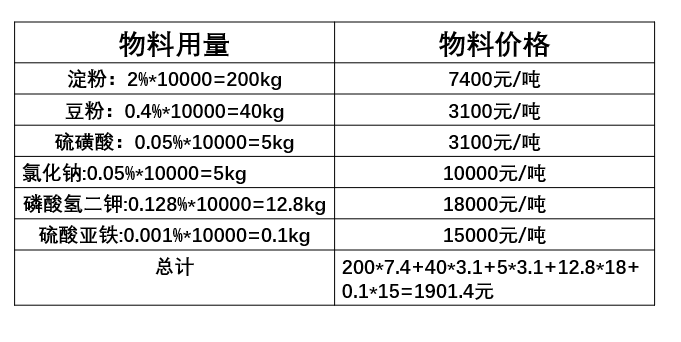 物料用量 物料价格
淀粉：2%*10000=200kg 7400元/吨
豆粉：0.4%*10000=40kg 3100元/吨
硫磺酸：0.05%*10000=5kg 3100元/吨
氯化钠:0.05%*10000=5kg 10000元/吨
磷酸氢二钾:0.128%*10000=12.8kg 18000元/吨
硫酸亚铁:0.001%*10000=0.1kg 15000元/吨
总计 200*7.4+40*3.1+5*3.1+12.8*18+
0.1*15=1901.4元